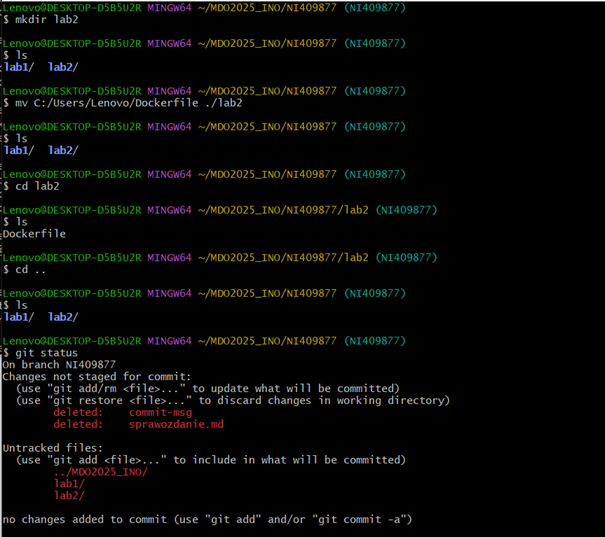 Lenovo@DESKTOP-D5B5U2R MINGW64 ~/MDO2025_INO/NI409877 (NI409877)
$ mkdir lab2

Lenovo@DESKTOP-D5B5U2R MINGW64 ~/MDO2025_INO/NI409877 (NI409877)
$ ls
lab1/  lab2/

Lenovo@DESKTOP-D5B5U2R MINGW64 ~/MDO2025_INO/NI409877 (NI409877)
$ mv C:/Users/Lenovo/Dockerfile ./lab2

Lenovo@DESKTOP-D5B5U2R MINGW64 ~/MDO2025_INO/NI409877 (NI409877)
$ ls
lab1/  lab2/

Lenovo@DESKTOP-D5B5U2R MINGW64 ~/MDO2025_INO/NI409877 (NI409877)
$ cd lab2

Lenovo@DESKTOP-D5B5U2R MINGW64 ~/MDO2025_INO/NI409877/lab2 (NI409877)
$ ls
Dockerfile

Lenovo@DESKTOP-D5B5U2R MINGW64 ~/MDO2025_INO/NI409877/lab2 (NI409877)
$ cd ..

Lenovo@DESKTOP-D5B5U2R MINGW64 ~/MDO2025_INO/NI409877 (NI409877)
$ ls
lab1/  lab2/

Lenovo@DESKTOP-D5B5U2R MINGW64 ~/MDO2025_INO/NI409877 (NI409877)
$ git status
On branch NI409877
Changes not staged for commit:
  (use "git add/rm <file>..." to update what will be committed)
  (use "git restore <file>..." to discard changes in working directory)
        deleted:    commit-msg
        deleted:    sprawozdanie.md

Untracked files:
  (use "git add <file>..." to include in what will be committed)
        ../MDO2025_INO/
        lab1/
        lab2/

no changes added to commit (use "git add" and/or "git commit -a")